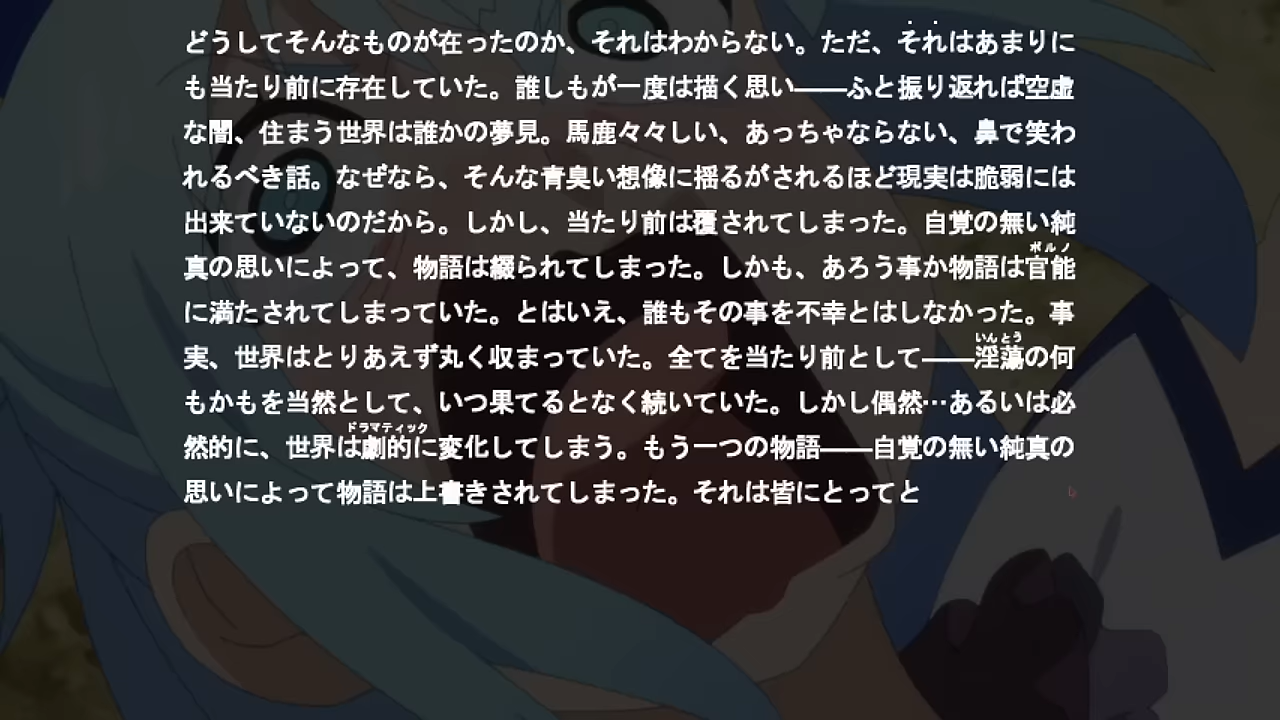 どうしてそんなものが在ったのか、それはわからない。ただ、それはあまりに
も当たり前に存在していた。誰しもが一度は描く思い――ふと振り返れば空虚
な闇、住まう世界は誰かの夢見。馬鹿々々しい、あっちゃならない、鼻で笑わ
れるべき話。なぜなら、そんな青臭い想像に揺るがされるほど現実は脆弱には
出来ていないのだから。しかし、当たり前は覆されてしまった。自覚の無い純
真の思いによって、物語は綴られてしまった。しかも、あろう事か物語は官能
ポルノ
に満たされてしまっていた。とはいえ、誰もその事を不幸とはしなかった。事
実、世界はとりあえず丸く収まっていた。全てを当たり前として――淫蕩の何
いんとう
もかもを当然として、いつ果てるとなく続いていた。しかし偶然…あるいは必
然的に、世界は劇的に変化してしまう。もう一つの物語――自覚の無い純真の
ドラマティック
思いによって物語は上書きされてしまった。それは皆にとってと